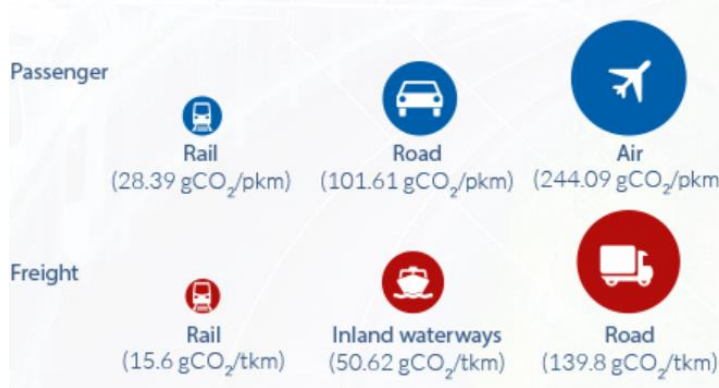 Passenger
Rail Road Air
(28.39 gCO₂/pkm) (101.61 gCO₂/pkm) (244.09 gCO₂/pkm
Freight
Rail Inland waterways Road
(15.6 gCO₂/tkm) (50.62 gCO₂/tkm) (139.8 gCO₂/tkm)